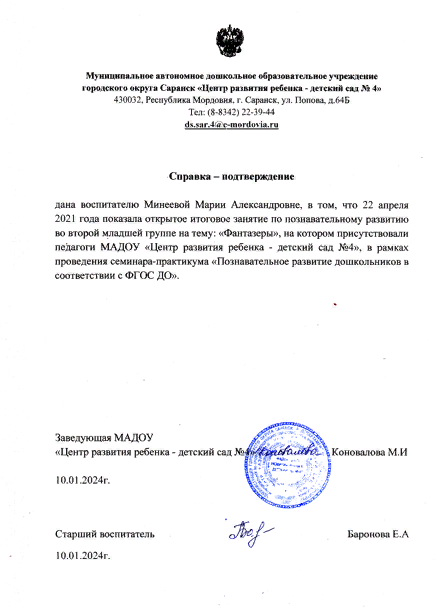 Муниципальное автономное дошкольное образовательное учреждение
городского округа Саранск «Центр развития ребенка - детский сад № 4»
430032, Республика Мордовия, г. Саранск, ул. Попова, д.64Б
Тел: (8-8342) 22-39-44
ds.sar.4@e-mordovia.ru
Справка – подтверждение
дана воспитателю Минеевой Марии Александровне, в том, что 22 апреля
2021 года показала открытое итоговое занятие по познавательному развитию
во второй младшей группе на тему: «Фантазеры», на котором присутствовали
педагоги МАДОУ «Центр развития ребенка - детский сад №4», в рамках
проведения семинара-практикума «Познавательное развитие дошкольников в
соответствии с ФГОС ДО».
Заведующая МАДОУ
«Центр развития ребенка - детский сад №4» Коновалова М.И
10.01.2024г.
Старший воспитатель Баронова Е.А
10.01.2024г.